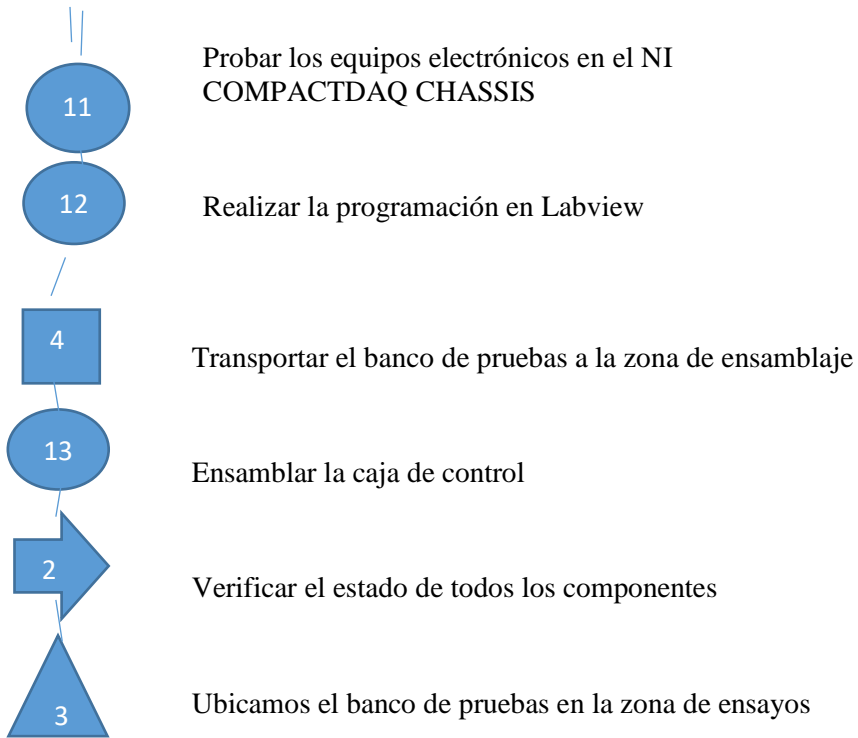 11
Probar los equipos electrónicos en el NI
COMPACTDAQ CHASSIS
12
Realizar la programación en Labview
4
Transportar el banco de pruebas a la zona de ensamblaje
13
Ensamblar la caja de control
2
Verificar el estado de todos los componentes
3
Ubicamos el banco de pruebas en la zona de ensayos